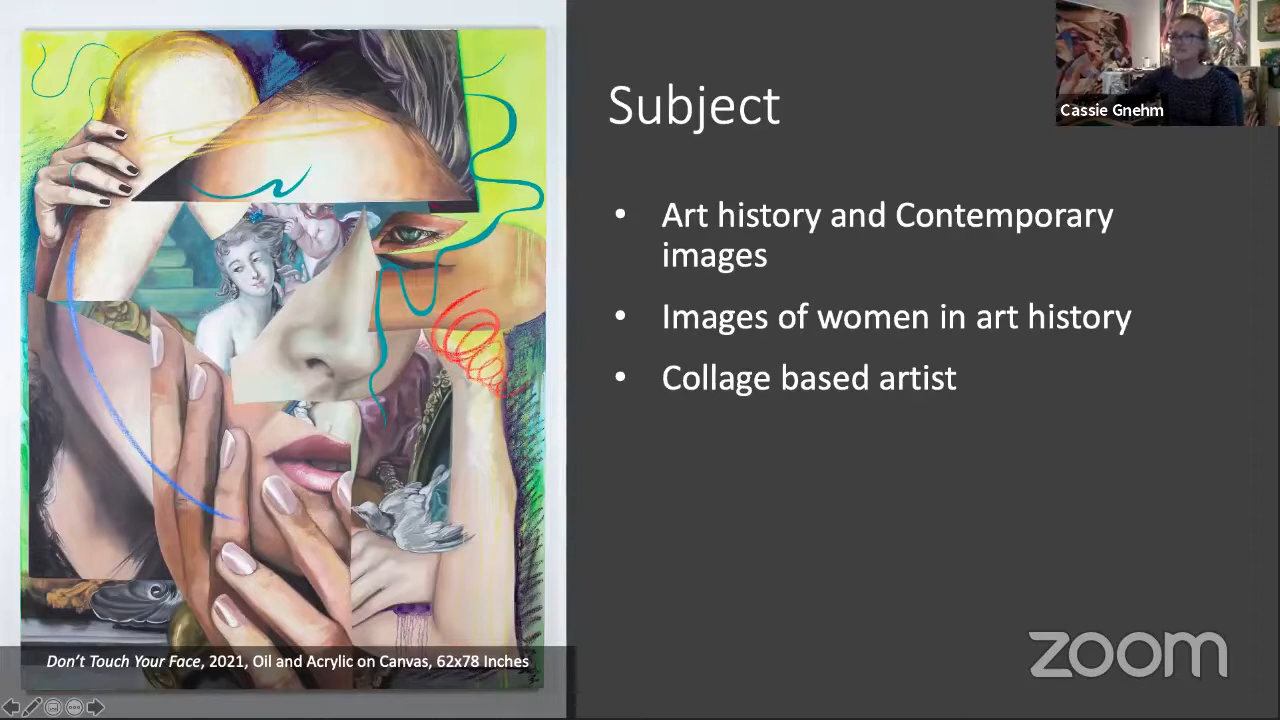 Subject
• Art history and Contemporary
images
• Images of women in art history
• Collage based artist
Cassie Gnehm
Don't Touch Your Face, 2021, Oil and Acrylic on Canvas, 62x78 Inches
zoom